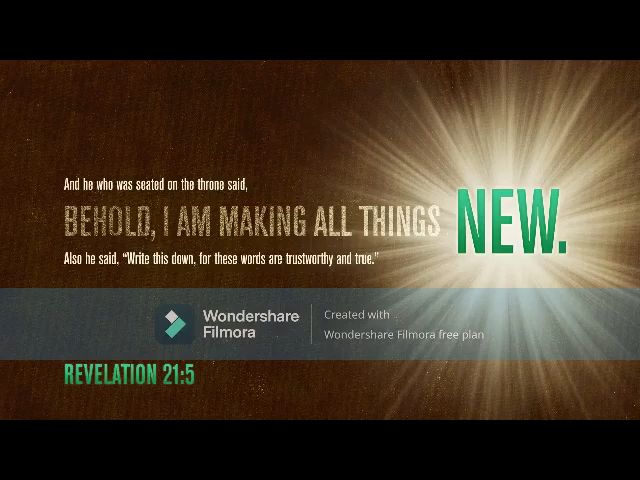 And he who was seated on the throne said,
BEHOLD, I AM MAKING ALL THINGS NEW.
Also he said, “Write this down, for these words are trustworthy and true.”
Wondershare
Filmora
Created with
Wondershare Filmora free plan
REVELATION 21:5